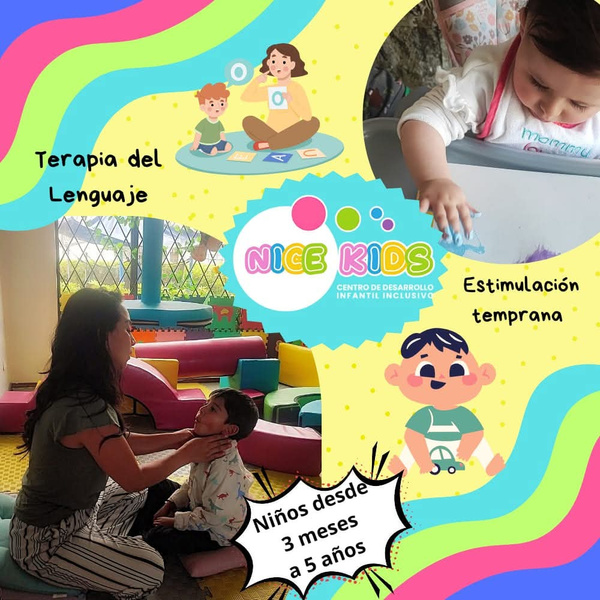 Terapia del
Lenguaje
NICE KIDS
CENTRO DE DESARROLLO
INFANTIL INCLUSIVO
Estimulación
temprana
Niños desde
3 meses
a 5 años